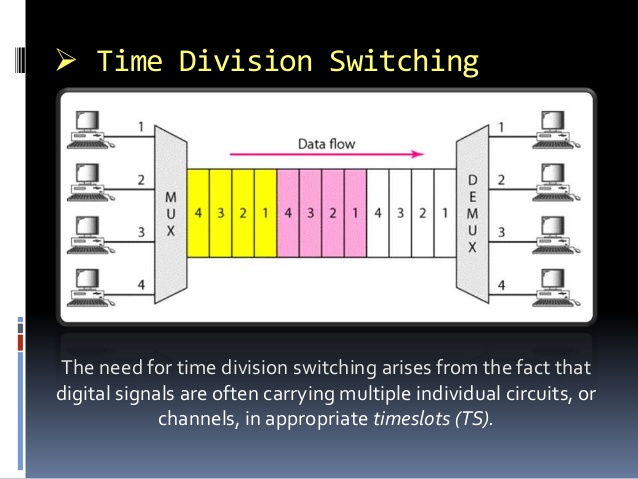 Time Division Switching
Data flow
1
2
3
4
MUX
4 3 2 1 4 3 2 1 4 3 2 1
DEMUX
1
2
3
4
The need for time division switching arises from the fact that
digital signals are often carrying multiple individual circuits, or
channels, in appropriate timeslots (TS).